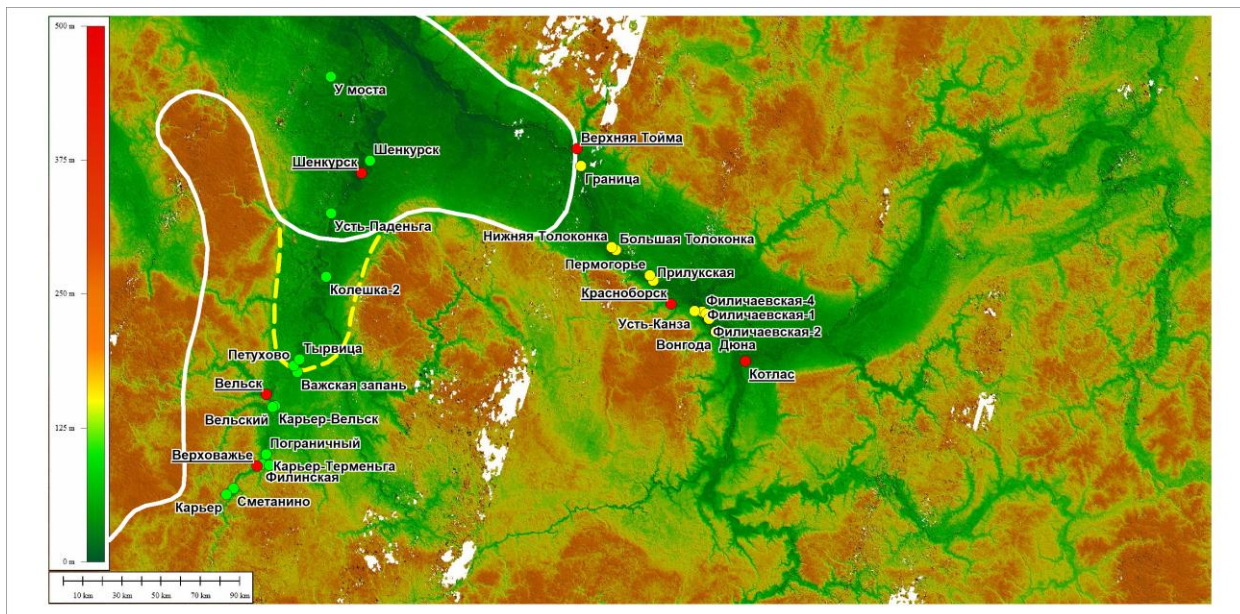 500 m
375 m
250 m
125 m
0 m
10 km 30 km 50 km 70 km 90 km
У моста
Шенкурск
Шенкурск
Верхняя Тойма
Граница
Усть-Паденьга
Нижняя Толоконка
Большая Толоконка
Колешка-2
Пермогорье
Прилукская
Красноборск
Филичаевская-4
Филичаевская-1
Усть-Канза
Филичаевская-2
Вонгода Дюна
Тырвица
Петухово
Котлас
Важская запань
Вельск
Вельский
Карьер-Вельск
Пограничный
Верховажье
Карьер-Терменьга
Филинская
Сметанино
Карьер